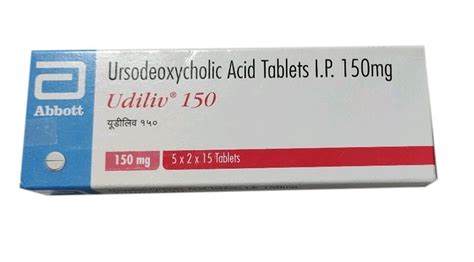 Abbott
Ursodeoxycholic Acid Tablets I.P. 150mg
Udiliv® 150
यूडीलिव १५०
150 mg
5 x 2 x 15 Tablets